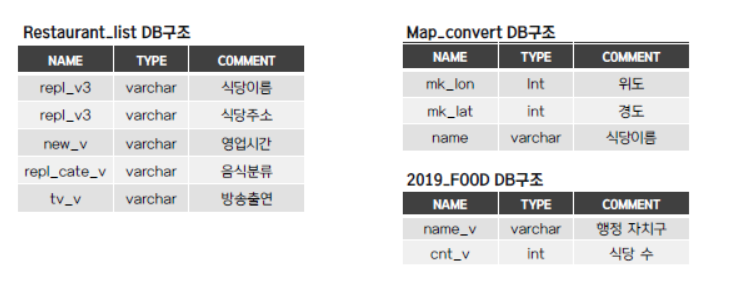 Restaurant_list DB구조
NAME TYPE COMMENT
repl_v3 varchar 식당이름
repl_v3 varchar 식당주소
new_v varchar 영업시간
repl_cate_v varchar 음식분류
tv_v varchar 방송출연
Map_convert DB구조
NAME TYPE COMMENT
mk_lon Int 위도
mk_lat int 경도
name varchar 식당이름
2019_FOOD DB구조
NAME TYPE COMMENT
name_v varchar 행정 자치구
cnt_v int 식당 수